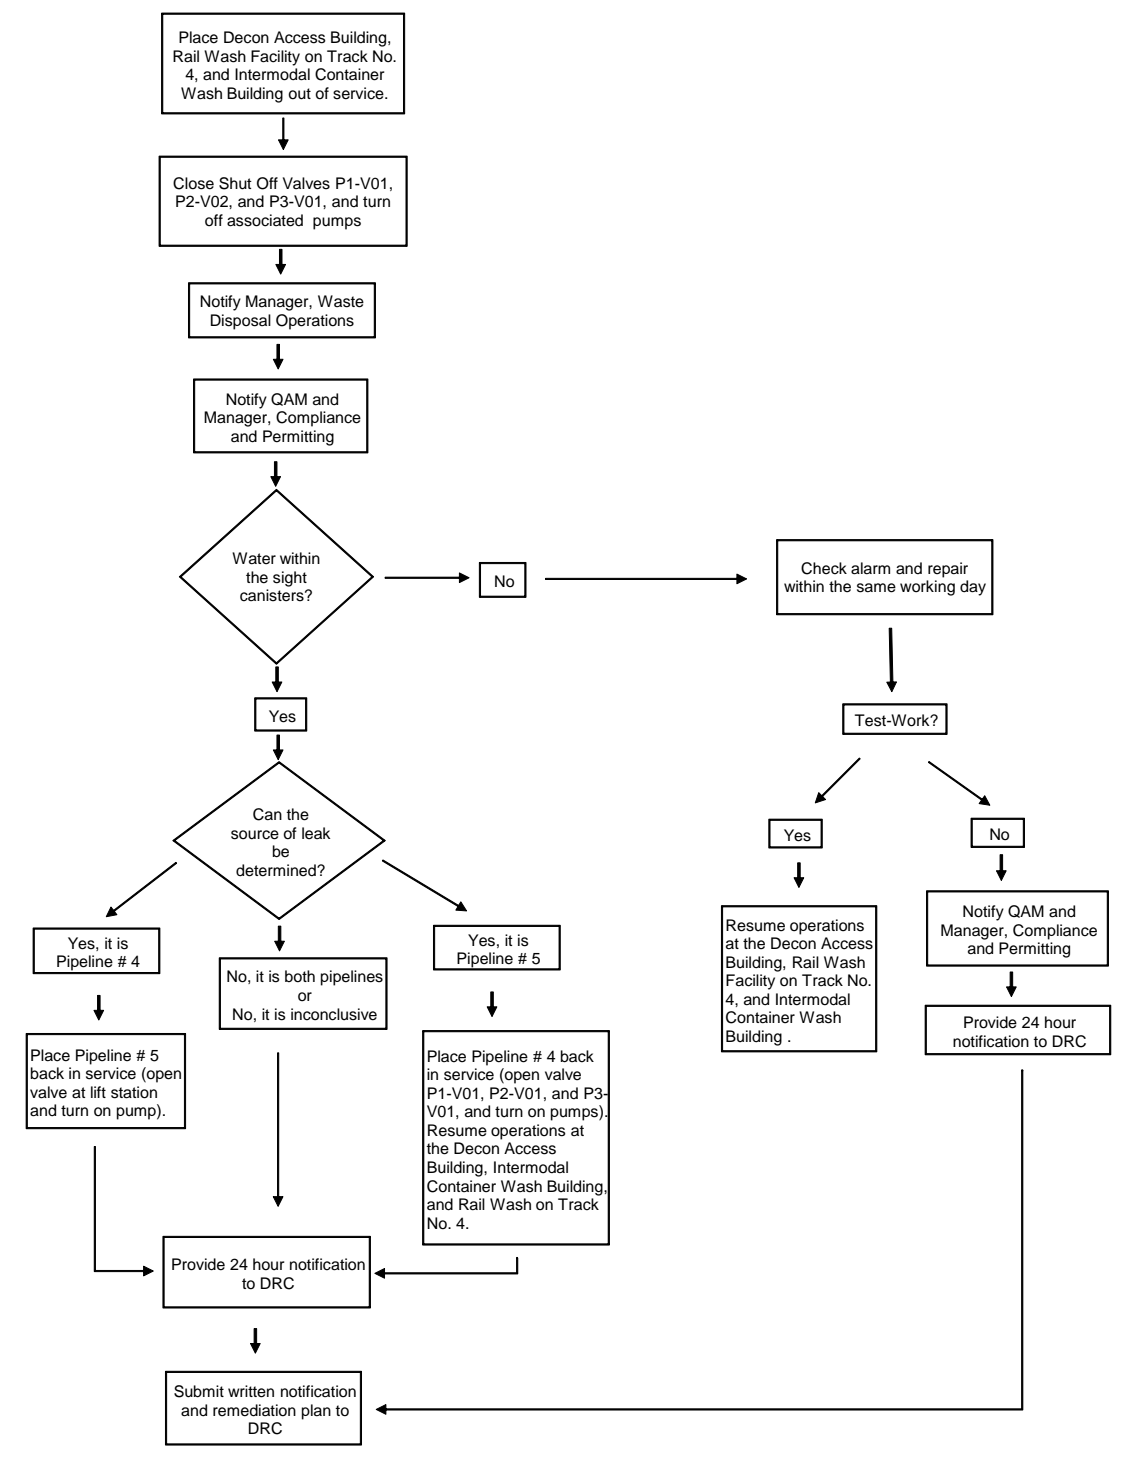 Place Decon Access Building,
Rail Wash Facility on Track No.
4, and Intermodal Container
Wash Building out of service.
Close Shut Off Valves P1-V01,
P2-V02, and P3-V01, and turn
off associated pumps
Notify Manager, Waste
Disposal Operations
Notify QAM and
Manager, Compliance
and Permitting
Water within
the sight
canisters?
No
Check alarm and repair
within the same working day
Yes
Test-Work?
Can the
source of leak
be
determined?
Yes
No
Yes, it is
Pipeline # 4
No, it is both pipelines
or
No, it is inconclusive
Yes, it is
Pipeline # 5
Resume operations
at the Decon Access
Building, Rail Wash
Facility on Track No.
4, and Intermodal
Container Wash
Building .
Notify QAM and
Manager, Compliance
and Permitting
Provide 24 hour
notification to DRC
Place Pipeline # 5
back in service (open
valve at lift station
and turn on pump).
Place Pipeline # 4 back
in service (open valve
P1-V01, P2-V01, and P3-
V01, and turn on pumps).
Resume operations at
the Decon Access
Building, Intermodal
Container Wash Building,
and Rail Wash on Track
No. 4.
Provide 24 hour notification
to DRC
Submit written notification
and remediation plan to
DRC